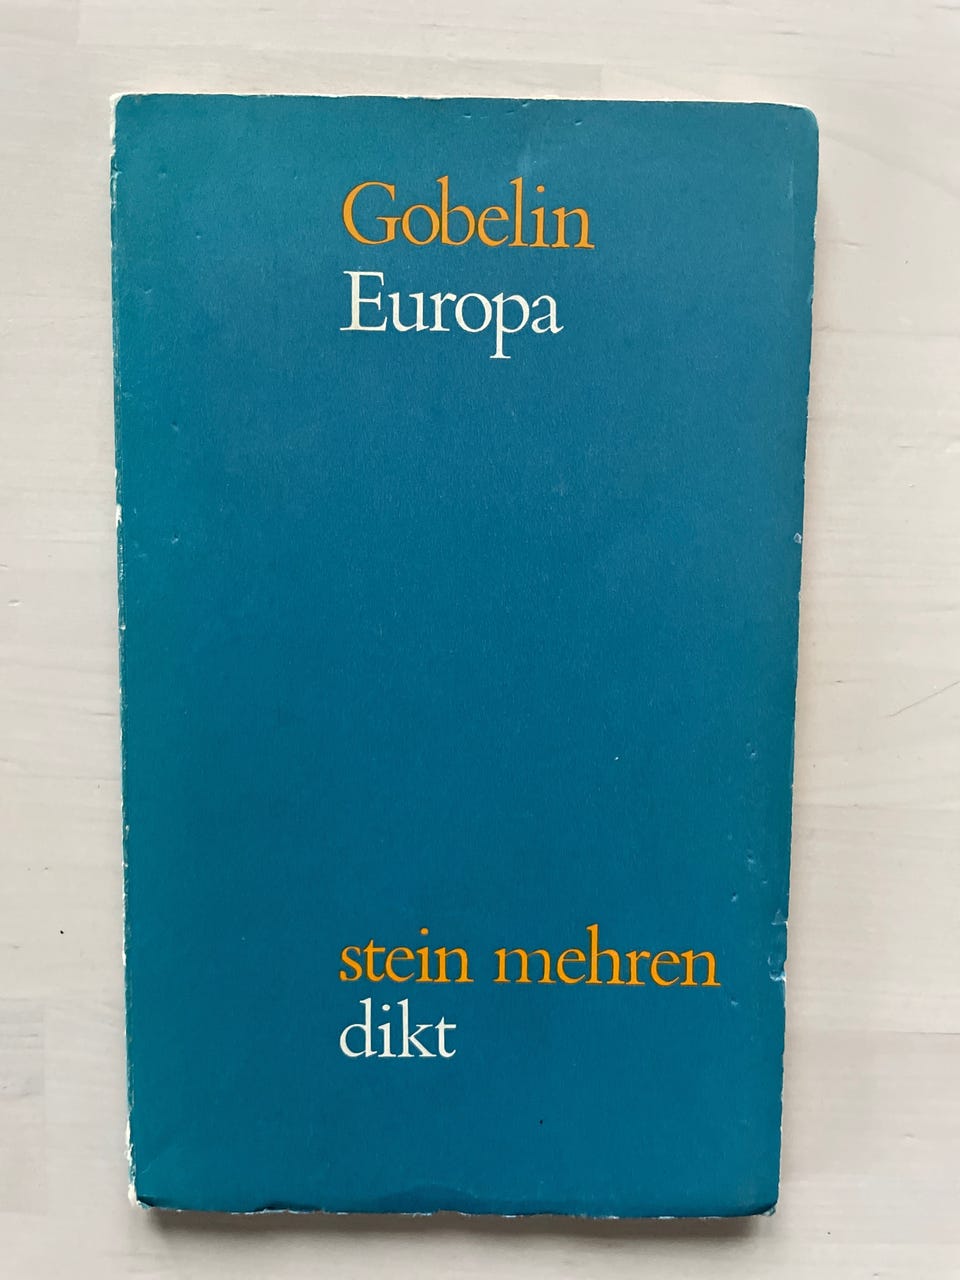 Gobelin
Europa
stein mehren
dikt